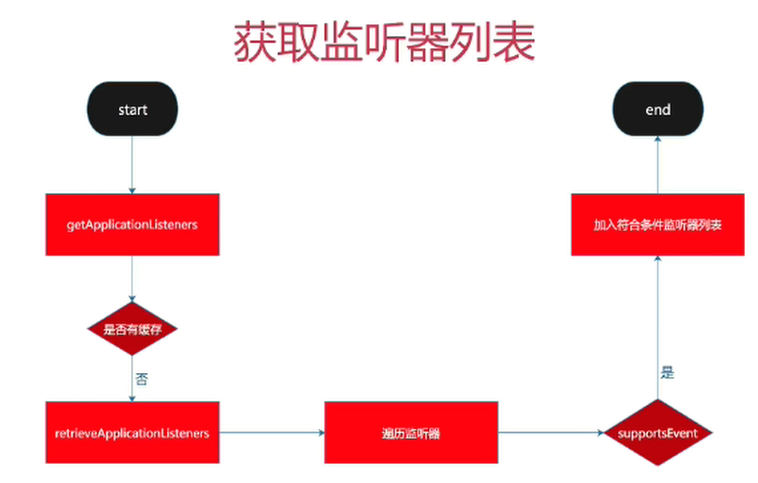 获取监听器列表
start
getApplicationListeners
是否有缓存
否
retrieveApplicationListeners
遍历监听器
supportsEvent
是
加入符合条件监听器列表
end